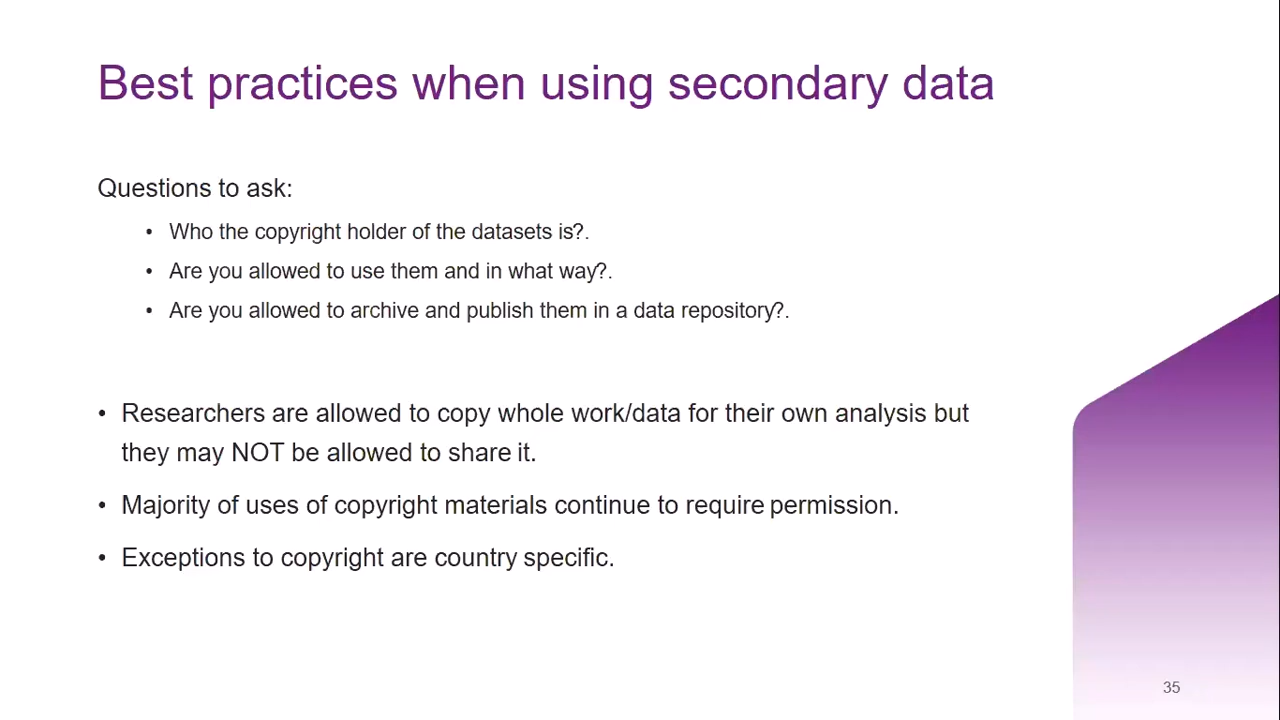 Best practices when using secondary data
Questions to ask:
• Who the copyright holder of the datasets is?.
• Are you allowed to use them and in what way?.
• Are you allowed to archive and publish them in a data repository?.
• Researchers are allowed to copy whole work/data for their own analysis but
they may NOT be allowed to share it.
• Majority of uses of copyright materials continue to require permission.
• Exceptions to copyright are country specific.
35